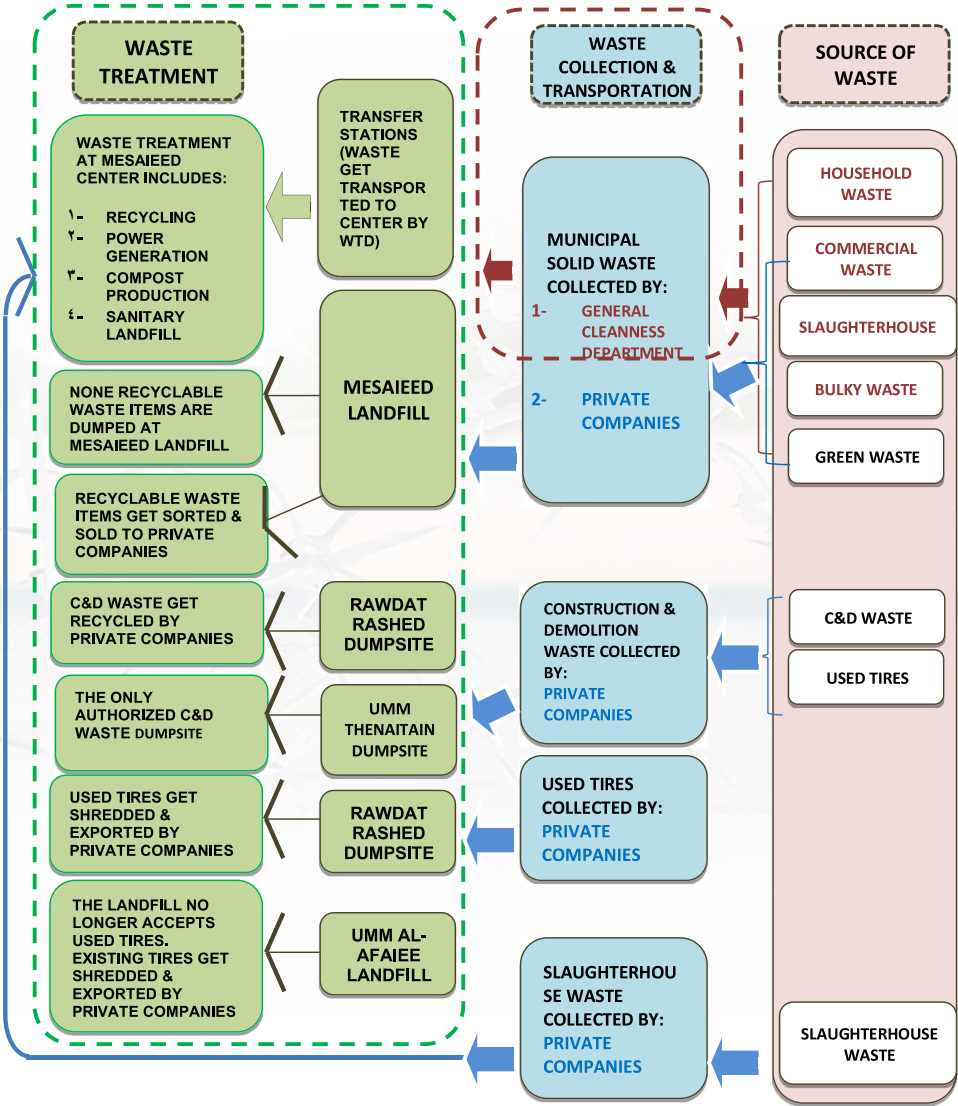 WASTE
TREATMENT
WASTE TREATMENT
AT MESAIEED
CENTER INCLUDES:
١- RECYCLING
٢- POWER
GENERATION
٣- COMPOST
PRODUCTION
٤- SANITARY
LANDFILL
NONE RECYCLABLE
WASTE ITEMS ARE
DUMPED AT
MESAIEED LANDFILL
RECYCLABLE WASTE
ITEMS GET SORTED &
SOLD TO PRIVATE
COMPANIES
C&D WASTE GET
RECYCLED BY
PRIVATE COMPANIES
THE ONLY
AUTHORIZED C&D
WASTE DUMPSITE
USED TIRES GET
SHREDDED &
EXPORTED BY
PRIVATE COMPANIES
THE LANDFILL NO
LONGER ACCEPTS
USED TIRES.
EXISTING TIRES GET
SHREDDED &
EXPORTED BY
PRIVATE COMPANIES
TRANSFER
STATIONS
(WASTE
GET
TRANSPOR
TED TO
CENTER BY
WTD)
MESAIEED
LANDFILL
RAWDAT
RASHED
DUMPSITE
UMM
THENAITAIN
DUMPSITE
RAWDAT
RASHED
DUMPSITE
UMM AL-
AFAIEE
LANDFILL
WASTE
COLLECTION &
TRANSPORTATION
MUNICIPAL
SOLID WASTE
COLLECTED BY:
1- GENERAL
CLEANNESS
DEPARTMENT
2- PRIVATE
COMPANIES
CONSTRUCTION &
DEMOLITION
WASTE COLLECTED
BY:
PRIVATE
COMPANIES
USED TIRES
COLLECTED BY:
PRIVATE
COMPANIES
SLAUGHTERHOU
SE WASTE
COLLECTED BY:
PRIVATE
COMPANIES
SOURCE OF
WASTE
HOUSEHOLD
WASTE
COMMERCIAL
WASTE
SLAUGHTERHOUSE
BULKY WASTE
GREEN WASTE
C&D WASTE
USED TIRES
SLAUGHTERHOUSE
WASTE